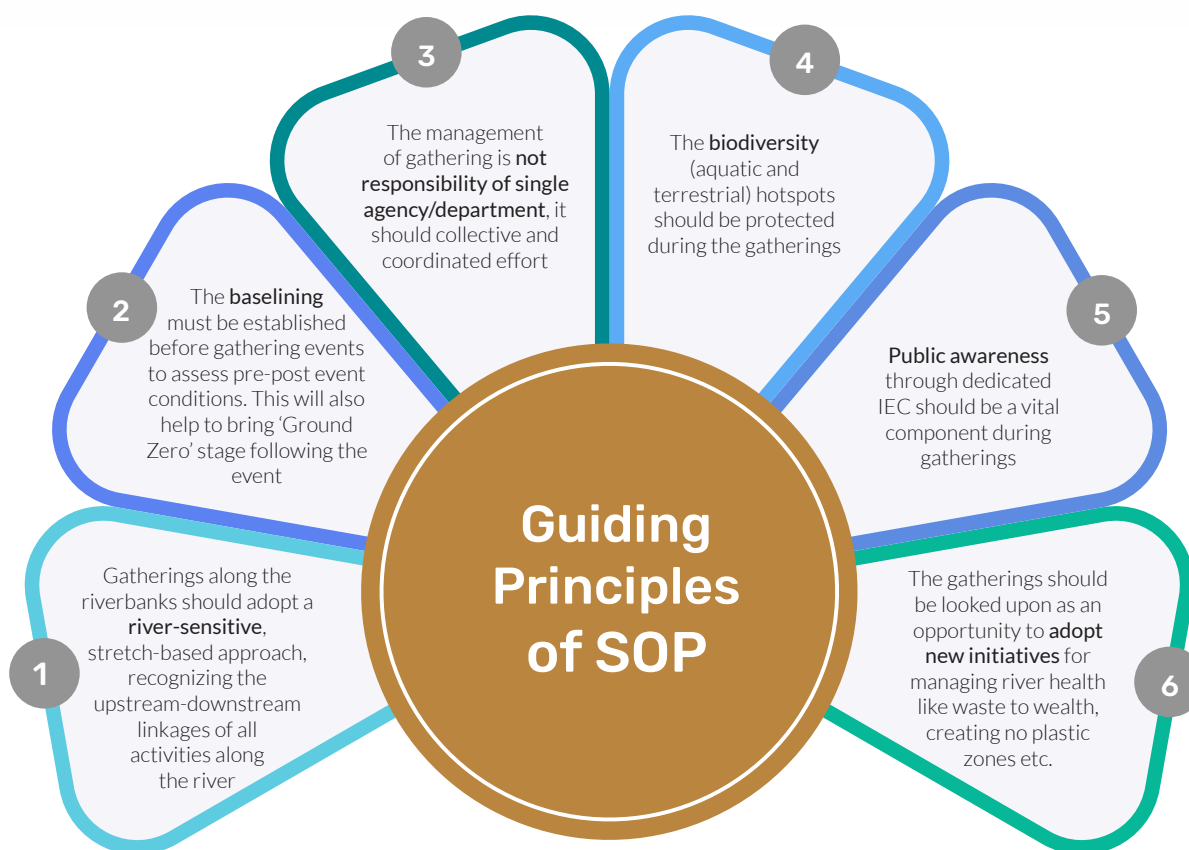 Guiding
Principles
of SOP
1
Gatherings along the
riverbanks should adopt a
river-sensitive,
stretch-based approach,
recognizing the
upstream-downstream
linkages of all
activities along
the river
2
The baselining
must be established
before gathering events
to assess pre-post event
conditions. This will also
help to bring ‘Ground
Zero’ stage following the
event
3
The management
of gathering is not
responsibility of single
agency/department, it
should collective and
coordinated effort
4
The biodiversity
(aquatic and
terrestrial) hotspots
should be protected
during the gatherings
5
Public awareness
through dedicated
IEC should be a vital
component during
gatherings
6
The gatherings should
be looked upon as an
opportunity to adopt
new initiatives for
managing river health
like waste to wealth,
creating no plastic
zones etc.